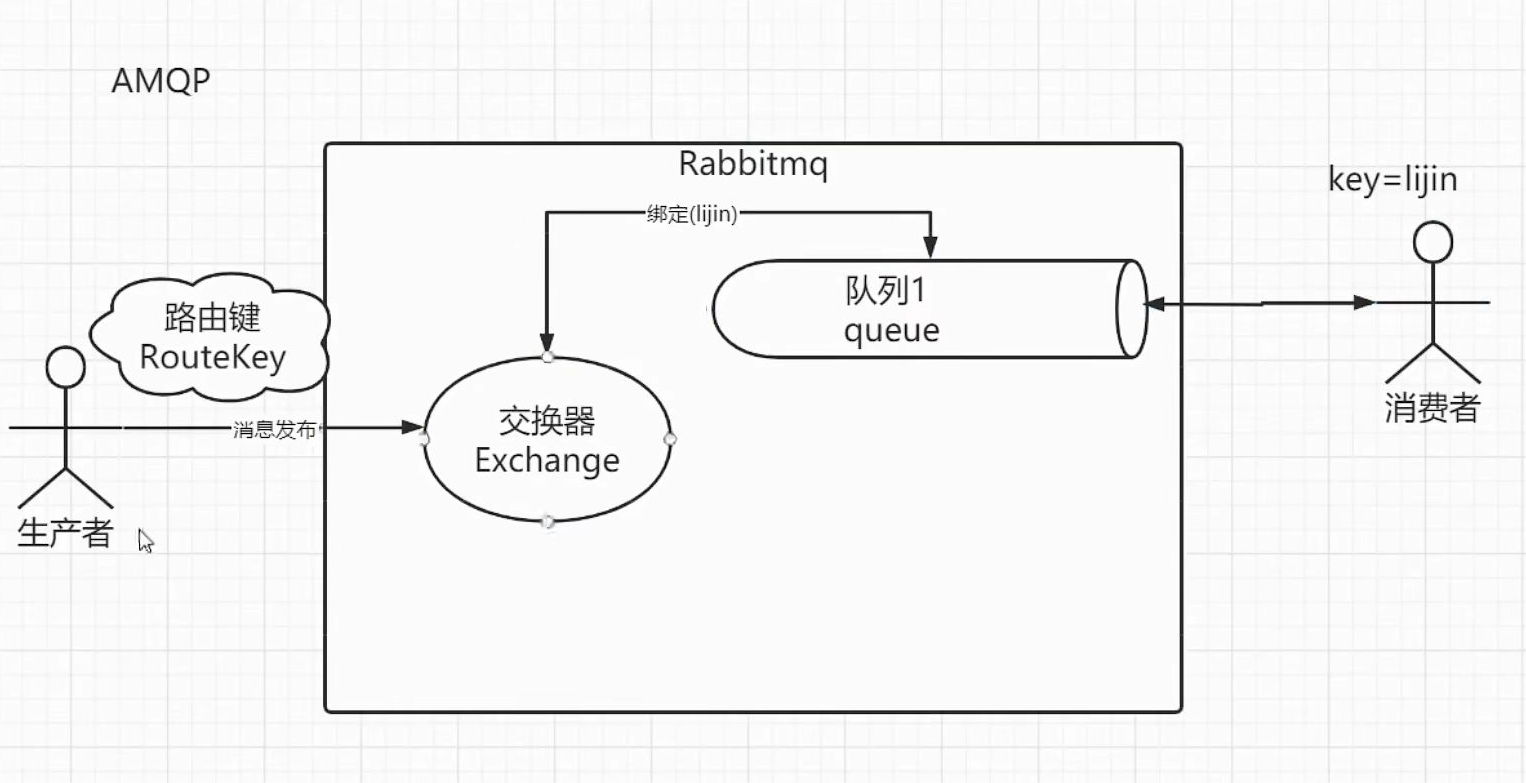 AMQP
Rabbitmq
key=lijin
绑定(lijin)
队列1
queue
路由键
RouteKey
消息发布
交换器
Exchange
消费者
生产者